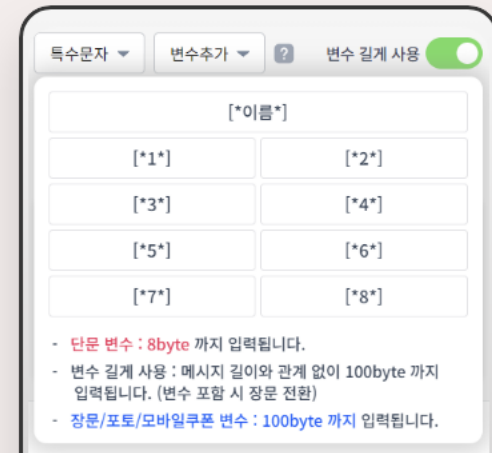 특수문자 변수추가 ? 변수 길게 사용
[*이름*]
[*1*] [*2*]
[*3*] [*4*]
[*5*] [*6*]
[*7*] [*8*]
- 단문 변수 : 8byte 까지 입력됩니다.
- 변수 길게 사용 : 메시지 길이와 관계 없이 100byte 까지
입력됩니다. (변수 포함 시 장문 전환)
- 장문/포토/모바일쿠폰 변수 : 100byte 까지 입력됩니다.